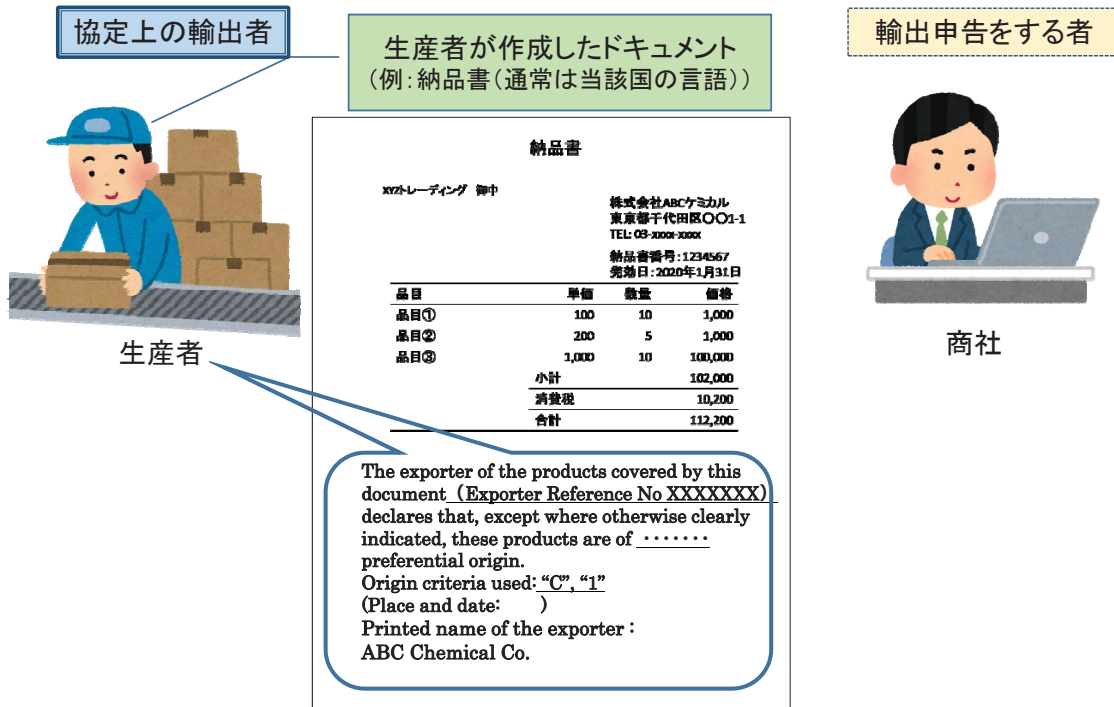 協定上の輸出者
生産者が作成したドキュメント
(例:納品書(通常は当該国の言語))
輸出申告をする者
納品書
XYZトレーディング 御中
株式会社ABCケミカル
東京都千代田区〇〇1-1
TEL: 03-xxxx-xxxx
納品書番号:1234567
発効日:2020年1月31日
品目 単価 数量 価格
品目① 100 10 1,000
品目② 200 5 1,000
品目③ 1,000 10 100,000
小計 102,000
消費税 10,200
合計 112,200
生産者
商社
The exporter of the products covered by this
document (Exporter Reference No XXXXXXX)
declares that, except where otherwise clearly
indicated, these products are of ・・・・・・・
preferential origin.
Origin criteria used: “C”, “1”
(Place and date: )
Printed name of the exporter :
ABC Chemical Co.